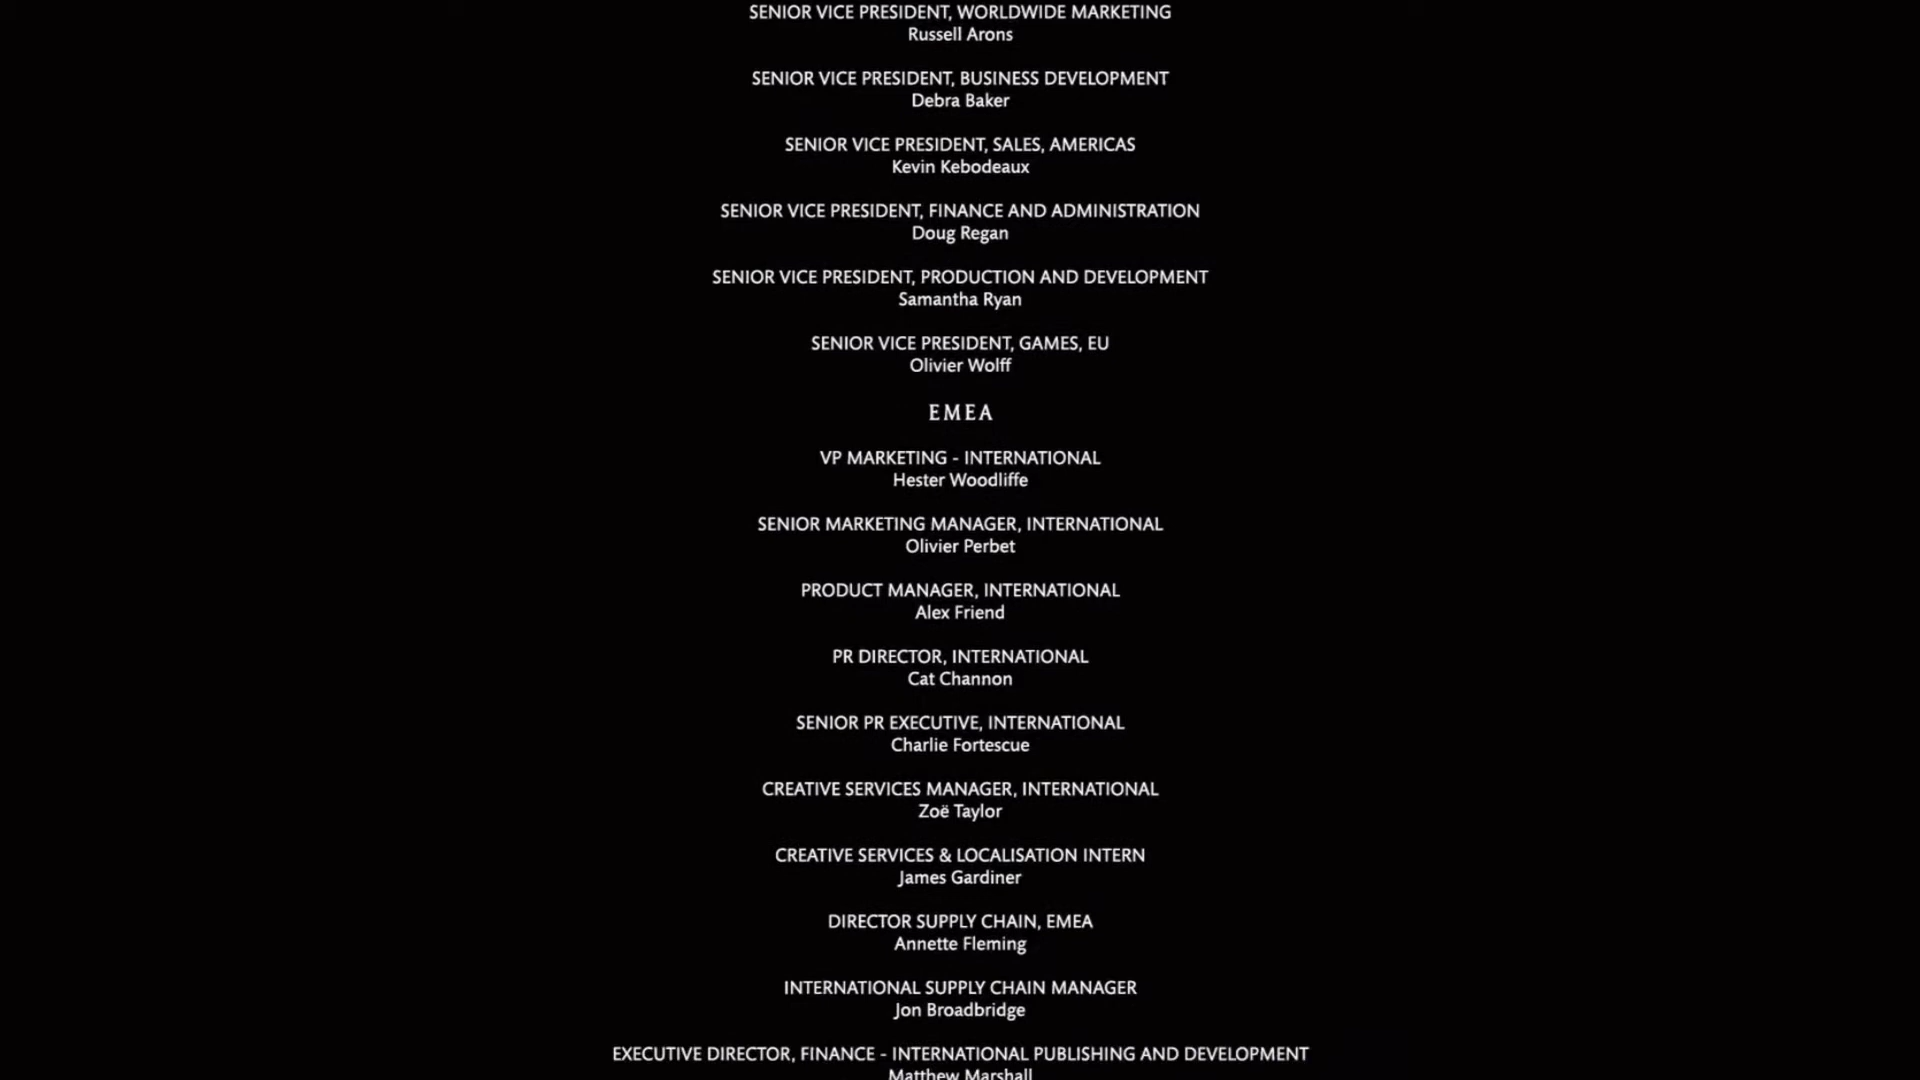 SENIOR VICE PRESIDENT, WORLDWIDE MARKETING
Russell Arons
SENIOR VICE PRESIDENT, BUSINESS DEVELOPMENT
Debra Baker
SENIOR VICE PRESIDENT, SALES, AMERICAS
Kevin Kebodeaux
SENIOR VICE PRESIDENT, FINANCE AND ADMINISTRATION
Doug Regan
SENIOR VICE PRESIDENT, PRODUCTION AND DEVELOPMENT
Samantha Ryan
SENIOR VICE PRESIDENT, GAMES, EU
Olivier Wolff
EMEA
VP MARKETING - INTERNATIONAL
Hester Woodliffe
SENIOR MARKETING MANAGER, INTERNATIONAL
Olivier Perbet
PRODUCT MANAGER, INTERNATIONAL
Alex Friend
PR DIRECTOR, INTERNATIONAL
Cat Channon
SENIOR PR EXECUTIVE, INTERNATIONAL
Charlie Fortescue
CREATIVE SERVICES MANAGER, INTERNATIONAL
Zoë Taylor
CREATIVE SERVICES & LOCALISATION INTERN
James Gardiner
DIRECTOR SUPPLY CHAIN, EMEA
Annette Fleming
INTERNATIONAL SUPPLY CHAIN MANAGER
Jon Broadbridge
EXECUTIVE DIRECTOR, FINANCE - INTERNATIONAL PUBLISHING AND DEVELOPMENT
Matthew Marshall